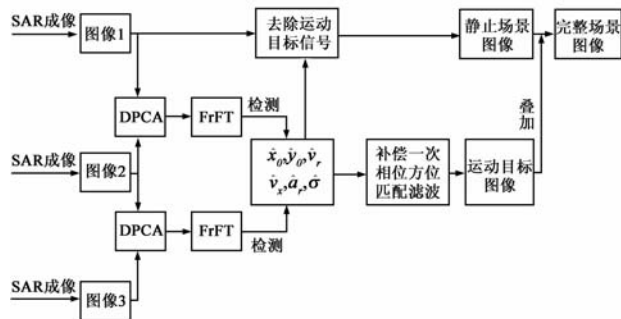 SAR成像
图像1
去除运动
目标信号
静止场景
图像
完整场景
图像
DPCA
FrFT
检测
叠加
SAR成像
图像2
x̂₀,ŷ₀,v̂ᵣ
v̂ₓ,âᵣ,σ̂
补偿一次
相位方位
匹配滤波
运动目标
图像
DPCA
FrFT
检测
SAR成像
图像3